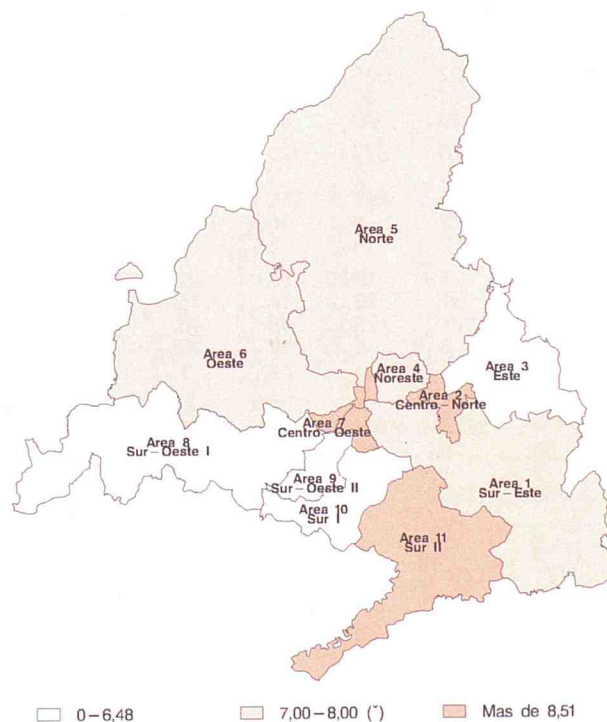 Area 5
Norte
Area 6
Oeste
Area 4
Noreste
Area 3
Este
Area 2
Centro-Norte
Area 7
Centro-Oeste
Area 8
Sur-Oeste I
Area 9
Sur-Oeste II
Area 1
Sur-Este
Area 10
Sur I
Area 11
Sur II
0-6,48
7,00-8,00 (*)
Mas de 8,51